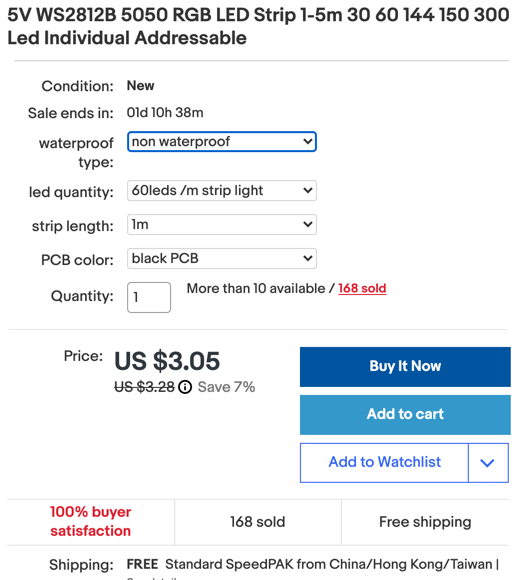 5V WS2812B 5050 RGB LED Strip 1-5m 30 60 144 150 300
Led Individual Addressable
Condition: New
Sale ends in: 01d 10h 38m
waterproof type: non waterproof
led quantity: 60leds /m strip light
strip length: 1m
PCB color: black PCB
Quantity: 1 More than 10 available / 168 sold
Price: US $3.05
US $3.28 Save 7%
Buy It Now
Add to cart
Add to Watchlist
100% buyer
satisfaction
168 sold
Free shipping
Shipping: FREE Standard SpeedPAK from China/Hong Kong/Taiwan |